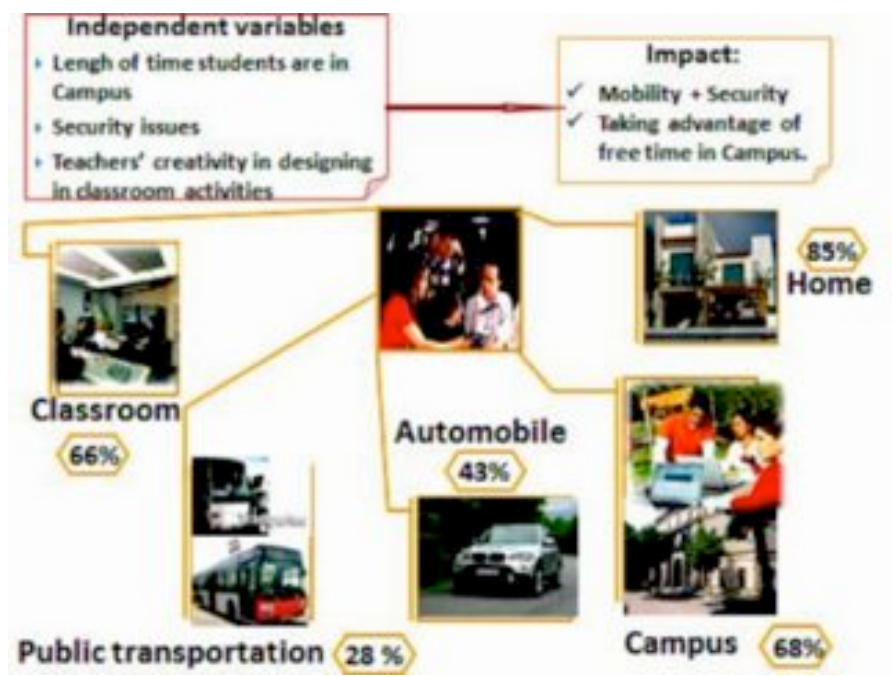 Independent variables
Lengh of time students are in
Campus
Security issues
Teachers' creativity in designing
in classroom activities
Impact:
✓ Mobility + Security
✓ Taking advantage of
free time in Campus.
85%
Home
Classroom
66%
Automobile
43%
Public transportation 28 %
Campus 68%